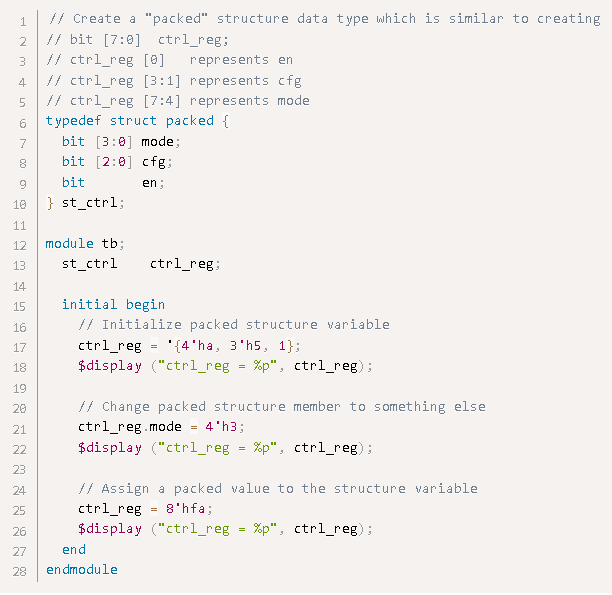 1 // Create a "packed" structure data type which is similar to creating
2 // bit [7:0]  ctrl_reg;
3 // ctrl_reg [0]   represents en
4 // ctrl_reg [3:1] represents cfg
5 // ctrl_reg [7:4] represents mode
6 typedef struct packed {
7   bit [3:0] mode;
8   bit [2:0] cfg;
9   bit       en;
10 } st_ctrl;
11
12 module tb;
13   st_ctrl    ctrl_reg;
14
15   initial begin
16     // Initialize packed structure variable
17     ctrl_reg = '{4'ha, 3'h5, 1};
18     $display ("ctrl_reg = %p", ctrl_reg);
19
20     // Change packed structure member to something else
21     ctrl_reg.mode = 4'h3;
22     $display ("ctrl_reg = %p", ctrl_reg);
23
24     // Assign a packed value to the structure variable
25     ctrl_reg = 8'hfa;
26     $display ("ctrl_reg = %p", ctrl_reg);
27   end
28 endmodule